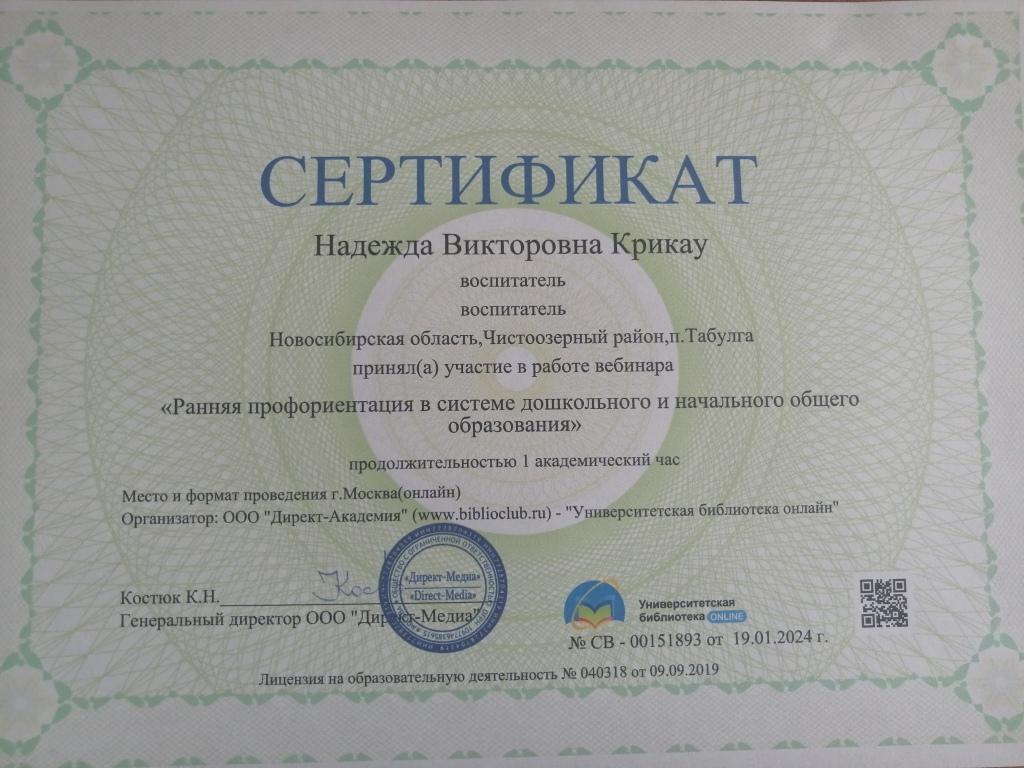 СЕРТИФИКАТ
Надежда Викторовна Крикау
воспитатель
воспитатель
Новосибирская область,Чистоозерный район,п.Табулга
принял(а) участие в работе вебинара
«Ранняя профориентация в системе дошкольного и начального общего
образования»
продолжительностью 1 академический час
Место и формат проведения г.Москва(онлайн)
Организатор: ООО "Директ-Академия" (www.biblioclub.ru) - "Университетская библиотека онлайн"
Костюк К.Н.
Генеральный директор ООО "Директ-Медиа"
«Директ-Медиа»
«Direct-Media»
ОБЩЕСТВО С ОГРАНИЧЕННОЙ ОТВЕТСТВЕННОСТЬЮ
Университетская
библиотека ONLINE
№ СВ - 00151893 от 19.01.2024 г.
Лицензия на образовательную деятельность № 040318 от 09.09.2019